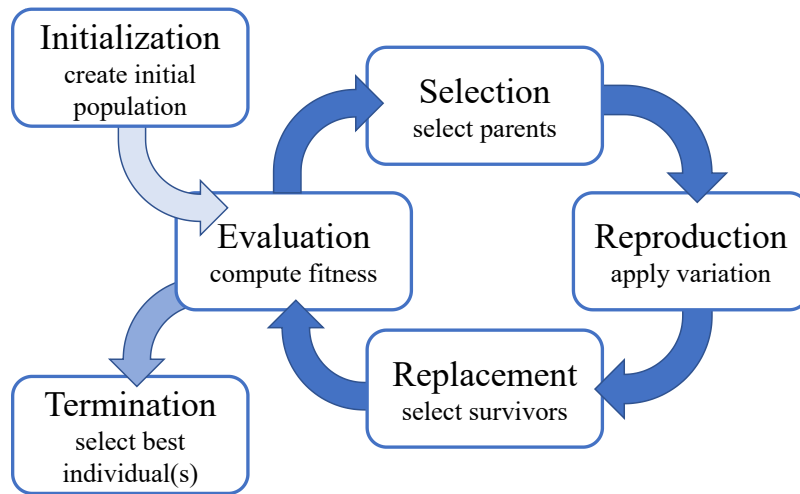 Initialization
create initial
population
Selection
select parents
Evaluation
compute fitness
Reproduction
apply variation
Replacement
select survivors
Termination
select best
individual(s)